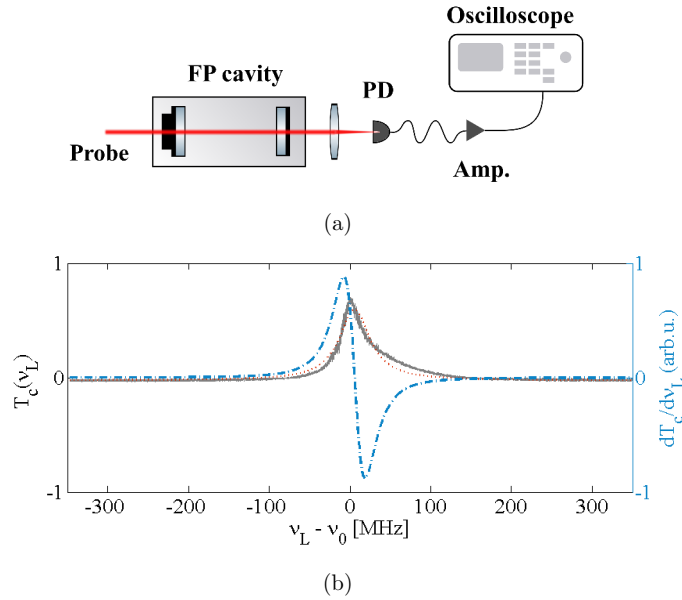 Oscilloscope
FP cavity
PD
Probe
Amp.
(a)
1
0
-1
T_c(ν_L)
1
0
-1
dT_c/dν_L (arb.u.)
-300 -200 -100 0 100 200 300
ν_L - ν_0 [MHz]
(b)